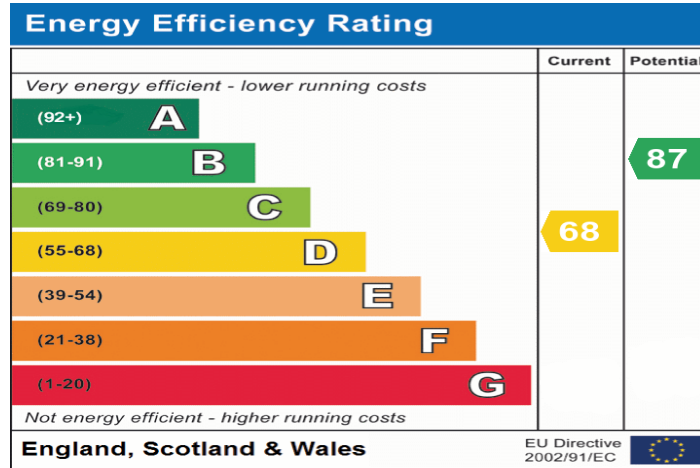 Energy Efficiency Rating
Current Potential
Very energy efficient - lower running costs
(92+) A
(81-91) B
87
(69-80) C
(55-68) D
68
(39-54) E
(21-38) F
(1-20) G
Not energy efficient - higher running costs
England, Scotland & Wales
EU Directive
2002/91/EC